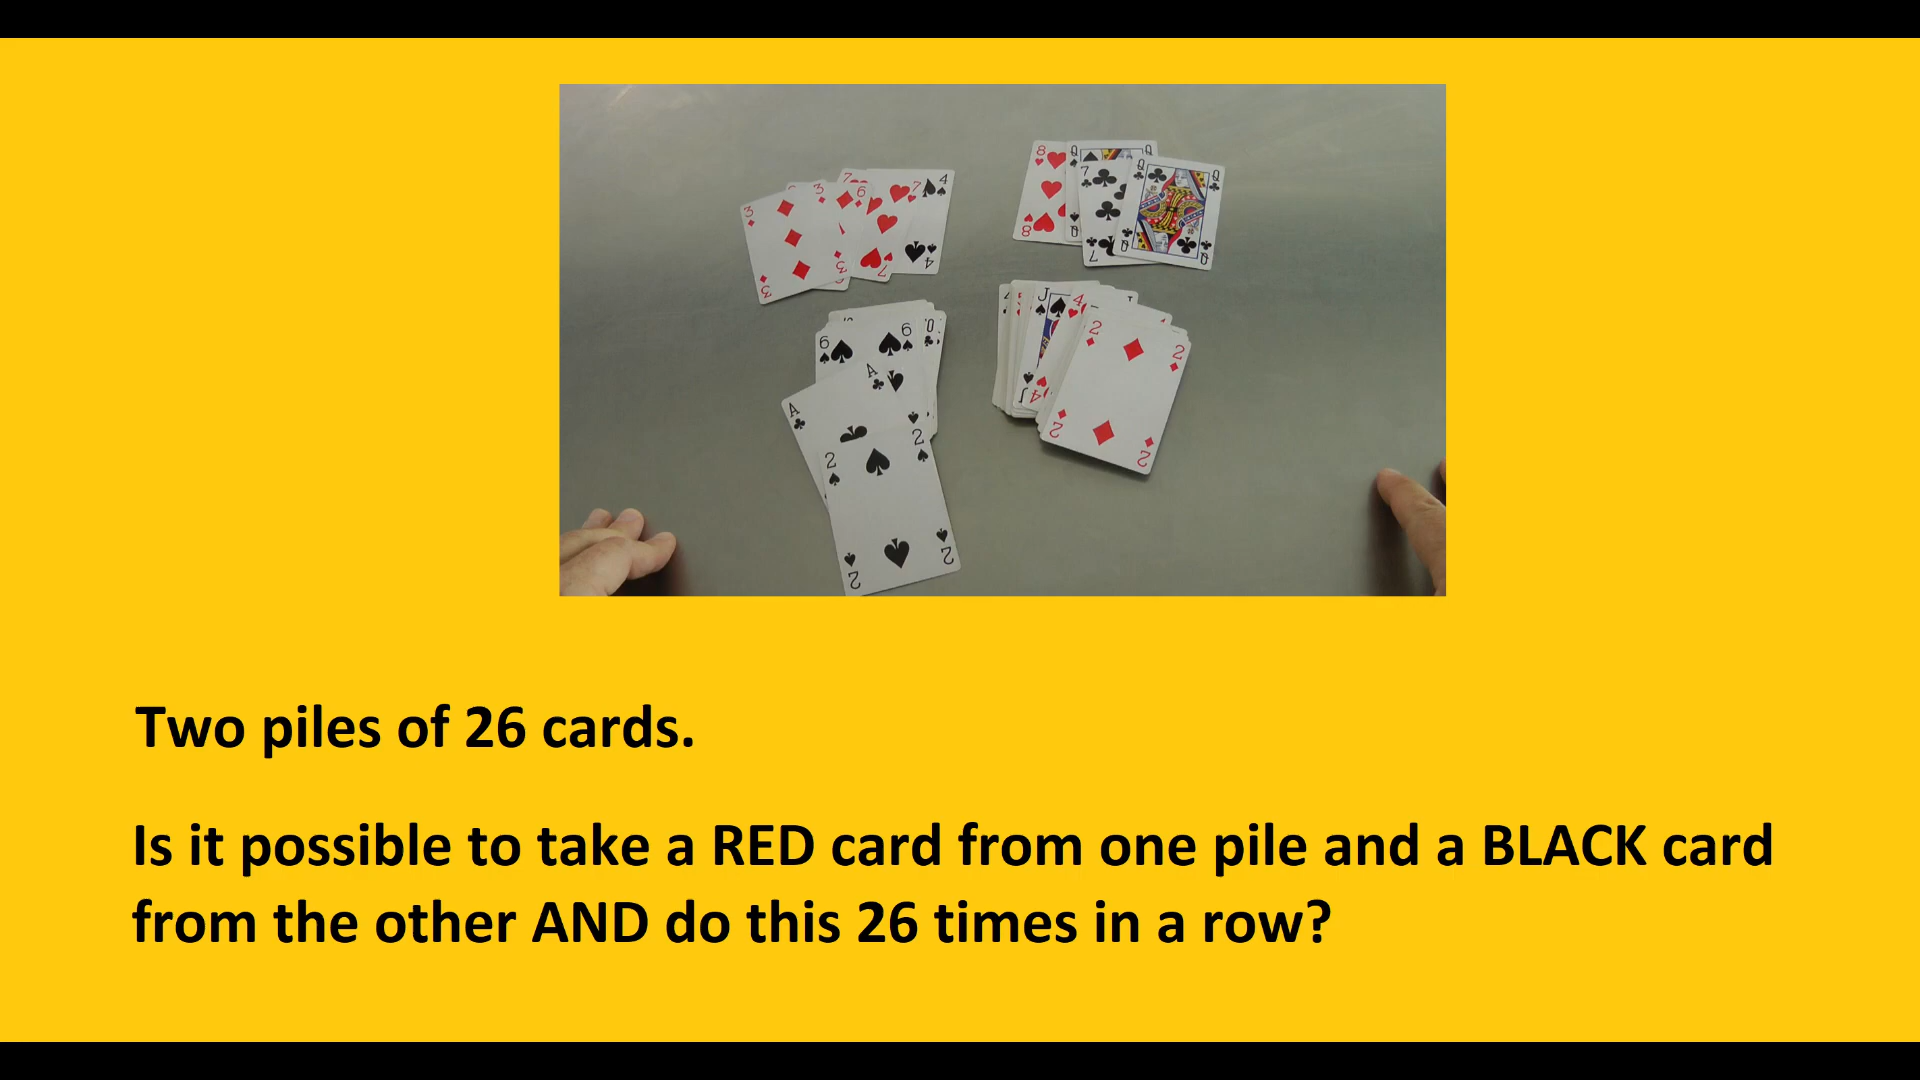 Two piles of 26 cards.
Is it possible to take a RED card from one pile and a BLACK card
from the other AND do this 26 times in a row?